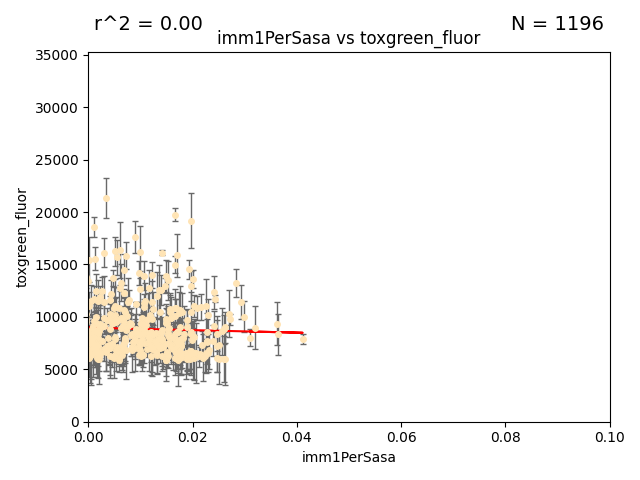 r^2 = 0.00
N = 1196
imm1PerSasa vs toxgreen_fluor
35000
30000
25000
20000
15000
10000
5000
0
toxgreen_fluor
0.00
0.02
0.04
0.06
0.08
0.10
imm1PerSasa